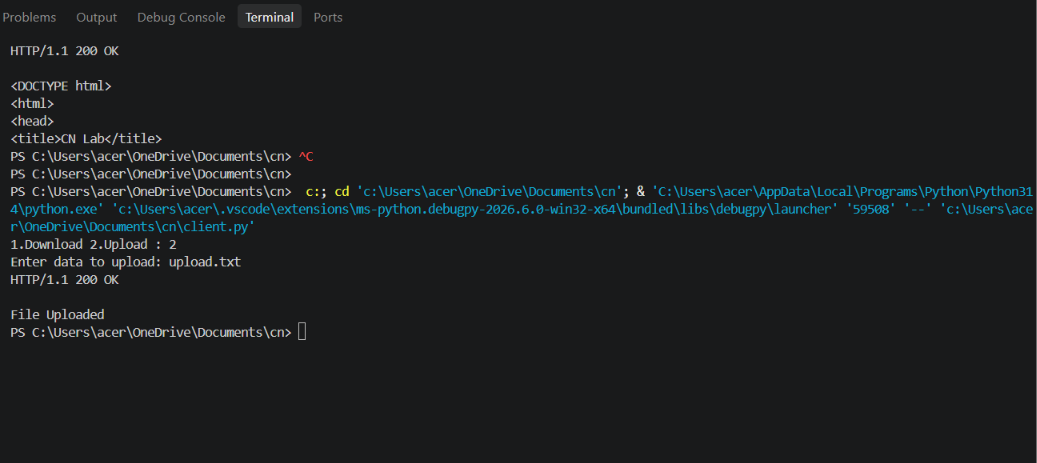 Problems Output Debug Console Terminal Ports
HTTP/1.1 200 OK
<DOCTYPE html>
<html>
<head>
<title>CN Lab</title>
PS C:\Users\acer\OneDrive\Documents\cn> ^C
PS C:\Users\acer\OneDrive\Documents\cn>
PS C:\Users\acer\OneDrive\Documents\cn>  c:; cd 'c:\Users\acer\OneDrive\Documents\cn'; & 'C:\Users\acer\AppData\Local\Programs\Python\Python31
4\python.exe' 'c:\Users\acer\.vscode\extensions\ms-python.debugpy-2026.6.0-win32-x64\bundled\libs\debugpy\launcher' '59508' '--' 'c:\Users\ace
r\OneDrive\Documents\cn\client.py'
1.Download 2.Upload : 2
Enter data to upload: upload.txt
HTTP/1.1 200 OK
File Uploaded
PS C:\Users\acer\OneDrive\Documents\cn>